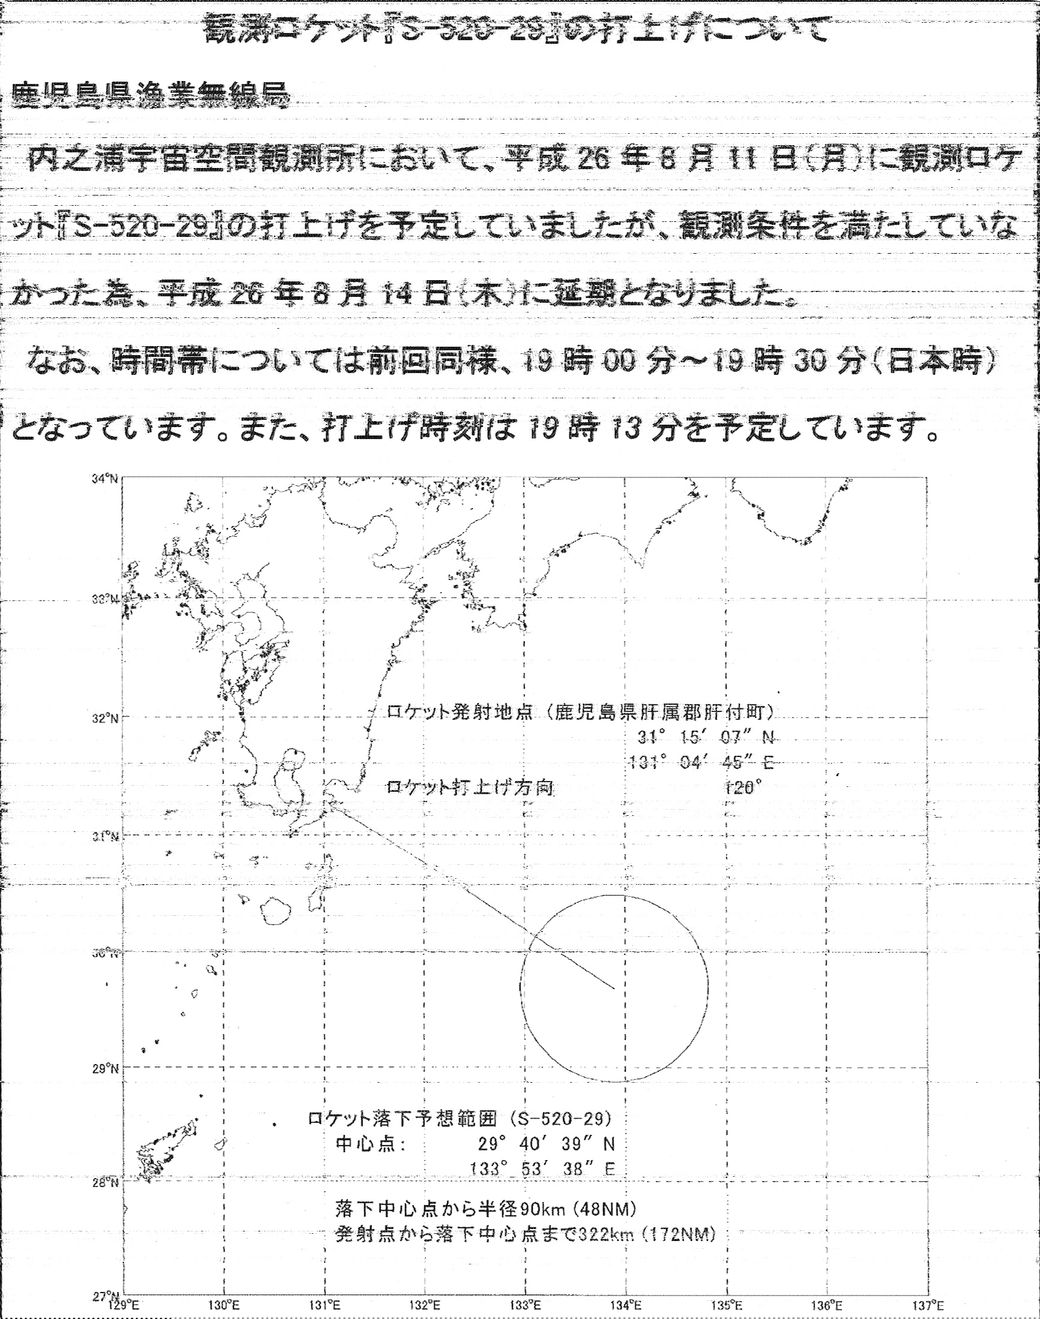 観測ロケット『S-520-29』の打上げについて
鹿児島県漁業無線局
内之浦宇宙空間観測所において、平成 26 年 8 月 11 日(月)に観測ロケ
ット『S-520-29』の打上げを予定していましたが、観測条件を満たしていな
かった為、平成 26 年 8 月 14 日(木)に延期となりました。
なお、時間帯については前回同様、19 時 00 分～19 時 30 分(日本時)
となっています。また、打上げ時刻は 19 時 13 分を予定しています。
34°N
33°N
32°N
ロケット発射地点 (鹿児島県肝属郡肝付町)
31° 15′ 07″ N
131° 04′ 45″ E
ロケット打上げ方向 120°
31°N
30°N
29°N
ロケット落下予想範囲 (S-520-29)
中心点: 29° 40′ 39″ N
133° 53′ 38″ E
28°N
落下中心点から半径90km (48NM)
発射点から落下中心点まで322km (172NM)
27°N
129°E 130°E 131°E 132°E 133°E 134°E 135°E 136°E 137°E